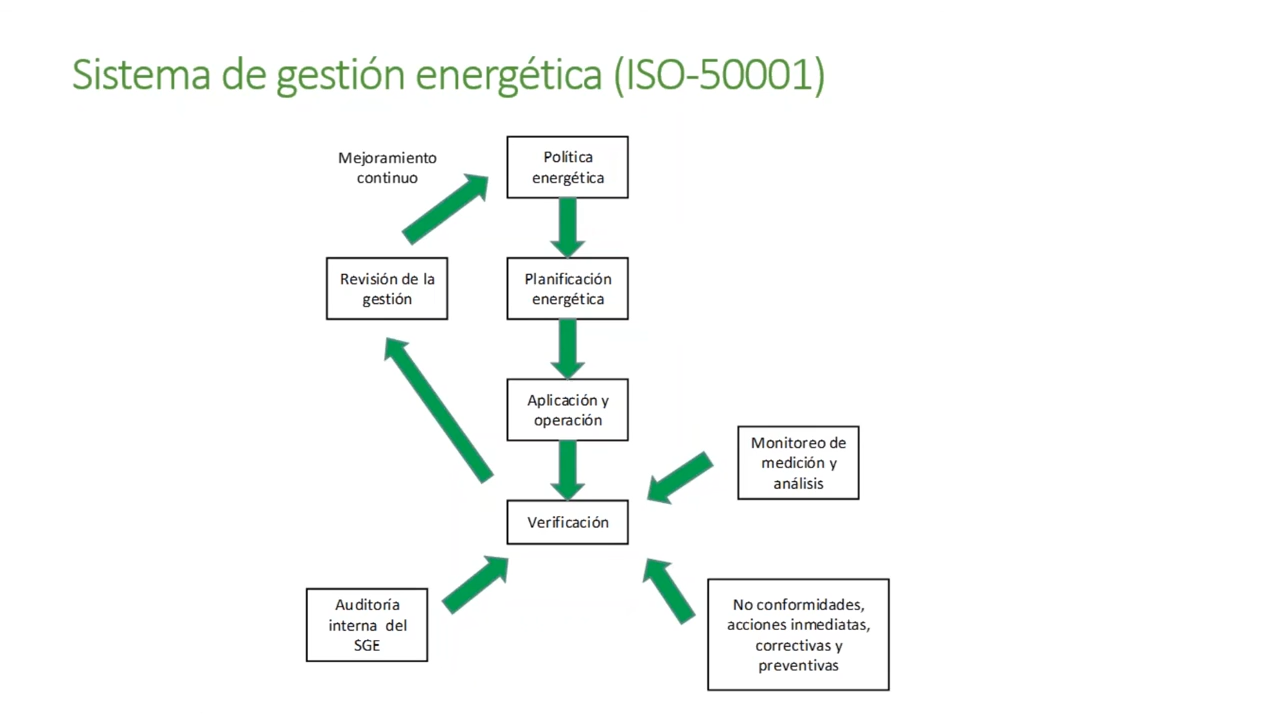 Sistema de gestión energética (ISO-50001)
Mejoramiento
continuo
Política
energética
Revisión de la
gestión
Planificación
energética
Aplicación y
operación
Monitoreo de
medición y
análisis
Verificación
Auditoría
interna del
SGE
No conformidades,
acciones inmediatas,
correctivas y
preventivas